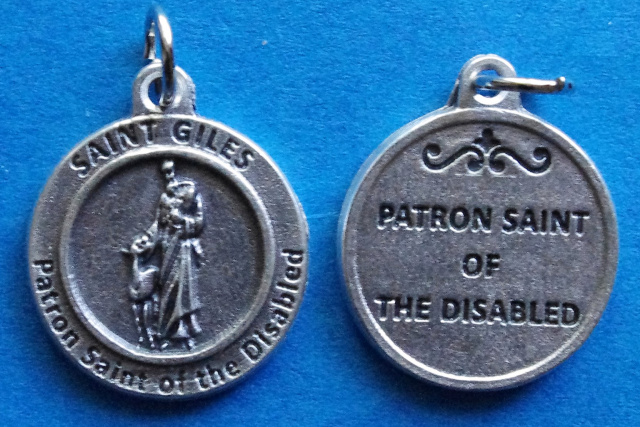 SAINT GILES
Patron Saint of the Disabled
PATRON SAINT
OF
THE DISABLED